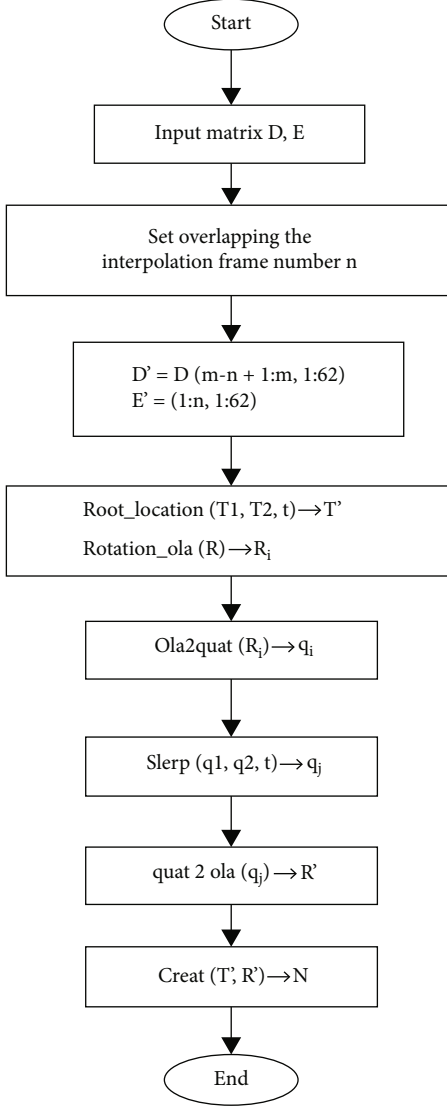 Start
Input matrix D, E
Set overlapping the
interpolation frame number n
D’ = D (m-n + 1:m, 1:62)
E’ = (1:n, 1:62)
Root_location (T1, T2, t)→T’
Rotation_ola (R)→Rᵢ
Ola2quat (Rᵢ)→qᵢ
Slerp (q1, q2, t)→qⱼ
quat 2 ola (qⱼ)→R’
Creat (T’, R’)→N
End